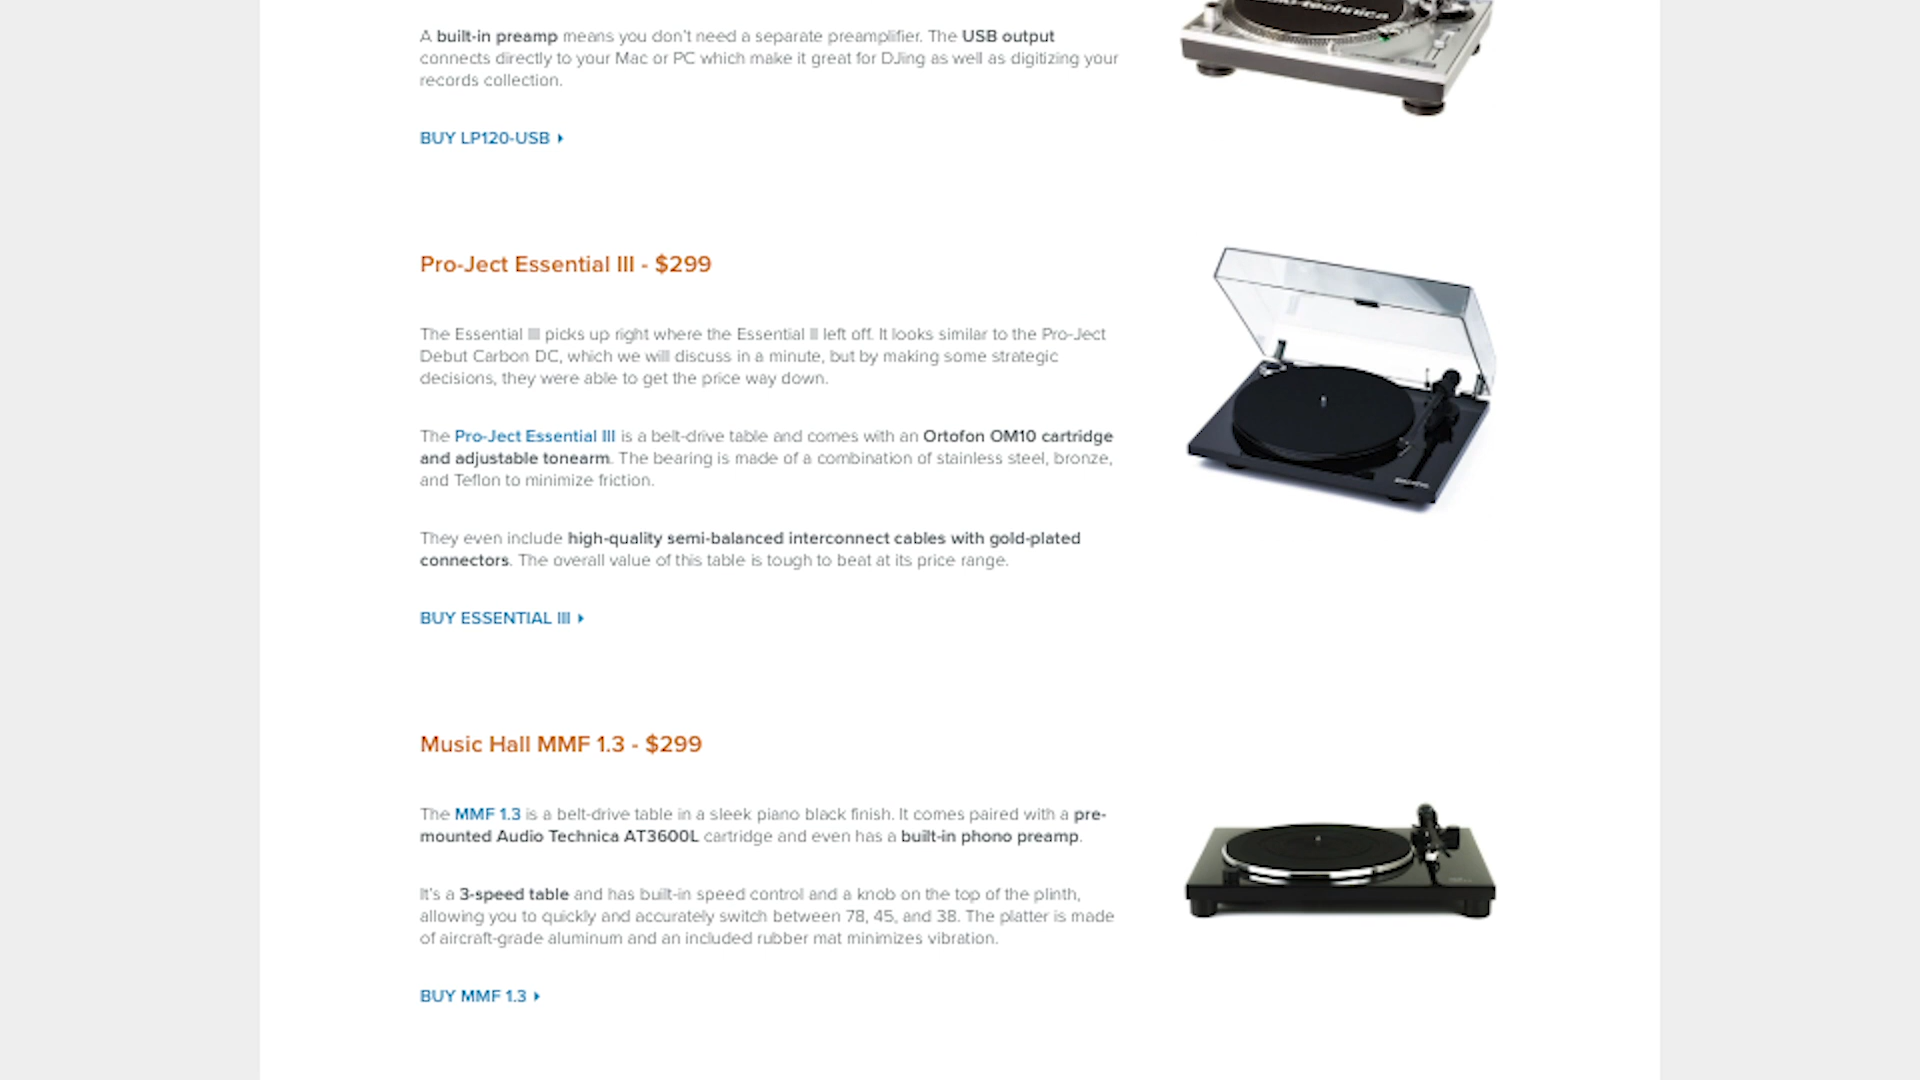 audio-technica
A built-in preamp means you don't need a separate preamplifier. The USB output
connects directly to your Mac or PC which make it great for DJing as well as digitizing your
records collection.
BUY LP120-USB
Pro-Ject Essential III - $299
The Essential III picks up right where the Essential II left off. It looks similar to the Pro-Ject
Debut Carbon DC, which we will discuss in a minute, but by making some strategic
decisions, they were able to get the price way down.
The Pro-Ject Essential III is a belt-drive table and comes with an Ortofon OM10 cartridge
and adjustable tonearm. The bearing is made of a combination of stainless steel, bronze,
and Teflon to minimize friction.
They even include high-quality semi-balanced interconnect cables with gold-plated
connectors. The overall value of this table is tough to beat at its price range.
BUY ESSENTIAL III
Music Hall MMF 1.3 - $299
The MMF 1.3 is a belt-drive table in a sleek piano black finish. It comes paired with a pre-
mounted Audio Technica AT3600L cartridge and even has a built-in phono preamp.
It's a 3-speed table and has built-in speed control and a knob on the top of the plinth,
allowing you to quickly and accurately switch between 78, 45, and 38. The platter is made
of aircraft-grade aluminum and an included rubber mat minimizes vibration.
BUY MMF 1.3